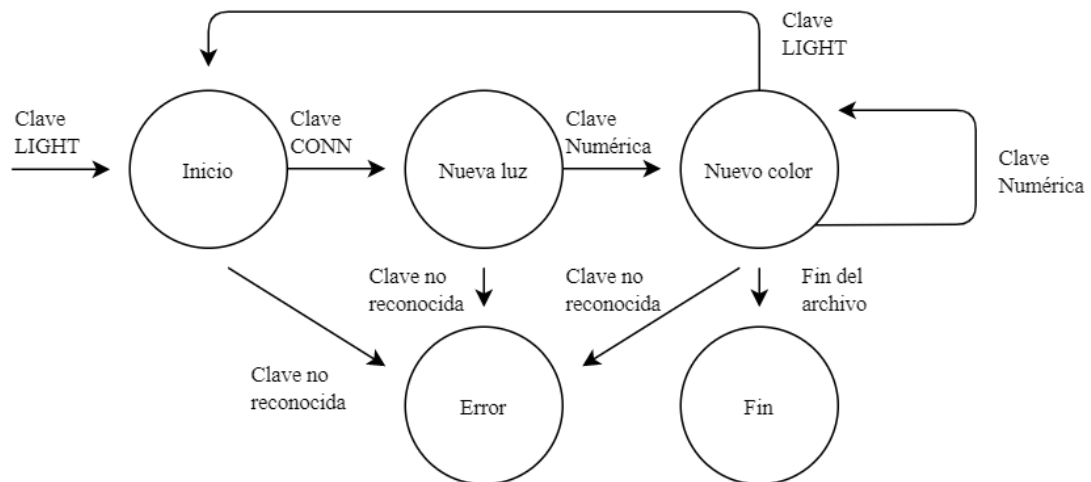 Clave
LIGHT
Clave
LIGHT
Clave
CONN
Clave
Numérica
Inicio
Nueva luz
Nuevo color
Clave
Numérica
Clave no
reconocida
Clave no
reconocida
Fin del
archivo
Clave no
reconocida
Error
Fin